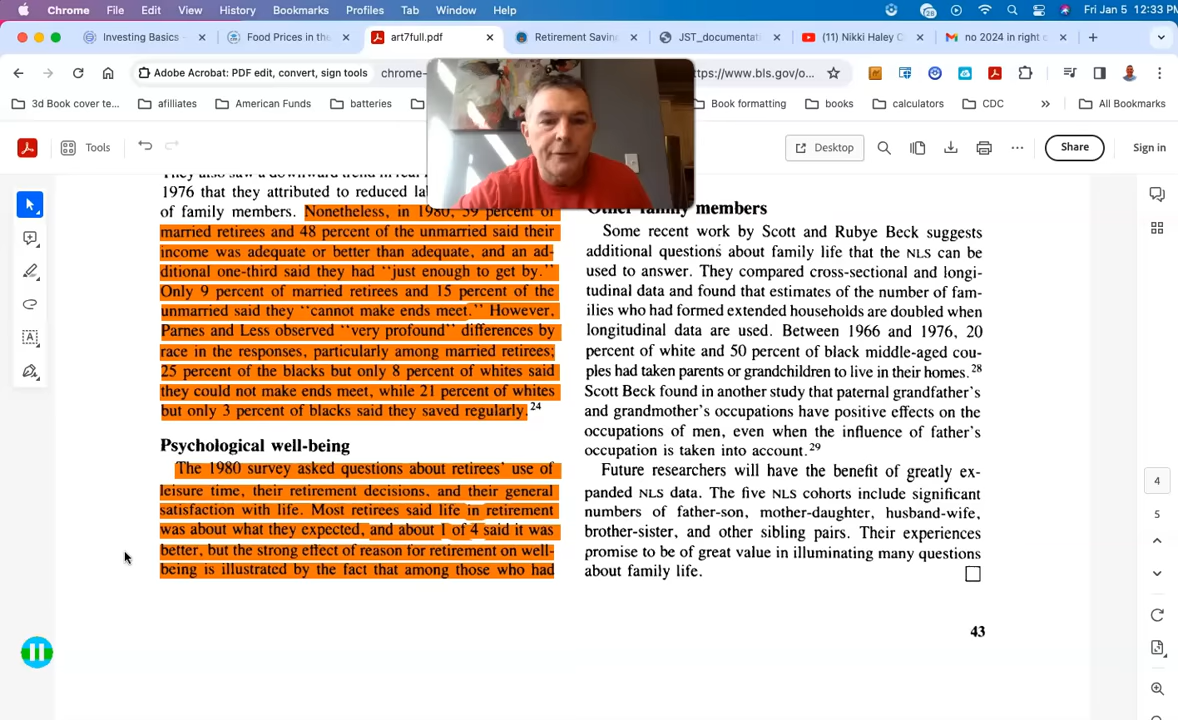 Chrome File Edit View History Bookmarks Profiles Tab Window Help Fri Jan 5 12:33 PM
Investing Basics - Food Prices in the art7full.pdf Retirement Savin JST_documentat (11) Nikki Haley C no 2024 in right c
Adobe Acrobat: PDF edit, convert, sign tools chrome- ttps://www.bls.gov/o...
3d Book cover te... afiliates American Funds batteries Book formatting books calculators CDC All Bookmarks
Tools Desktop Share Sign in
1976 that they attributed to reduced la
of family members. Nonetheless, in 1980, 59 percent of
married retirees and 48 percent of the unmarried said their
income was adequate or better than adequate, and an ad-
ditional one-third said they had "just enough to get by."
Only 9 percent of married retirees and 15 percent of the
unmarried said they "cannot make ends meet." However,
Parnes and Less observed "very profound" differences by
race in the responses, particularly among married retirees;
25 percent of the blacks but only 8 percent of whites said
they could not make ends meet, while 21 percent of whites
but only 3 percent of blacks said they saved regularly.24
Psychological well-being
The 1980 survey asked questions about retirees' use of
leisure time, their retirement decisions, and their general
satisfaction with life. Most retirees said life in retirement
was about what they expected, and about 1 of 4 said it was
better, but the strong effect of reason for retirement on well-
being is illustrated by the fact that among those who had
Other family members
Some recent work by Scott and Rubye Beck suggests
additional questions about family life that the NLS can be
used to answer. They compared cross-sectional and longi-
tudinal data and found that estimates of the number of fam-
ilies who had formed extended households are doubled when
longitudinal data are used. Between 1966 and 1976, 20
percent of white and 50 percent of black middle-aged cou-
ples had taken parents or grandchildren to live in their homes.28
Scott Beck found in another study that paternal grandfather's
and grandmother's occupations have positive effects on the
occupations of men, even when the influence of father's
occupation is taken into account.29
Future researchers will have the benefit of greatly ex-
panded NLS data. The five NLS cohorts include significant
numbers of father-son, mother-daughter, husband-wife,
brother-sister, and other sibling pairs. Their experiences
promise to be of great value in illuminating many questions
about family life.
43
4
5